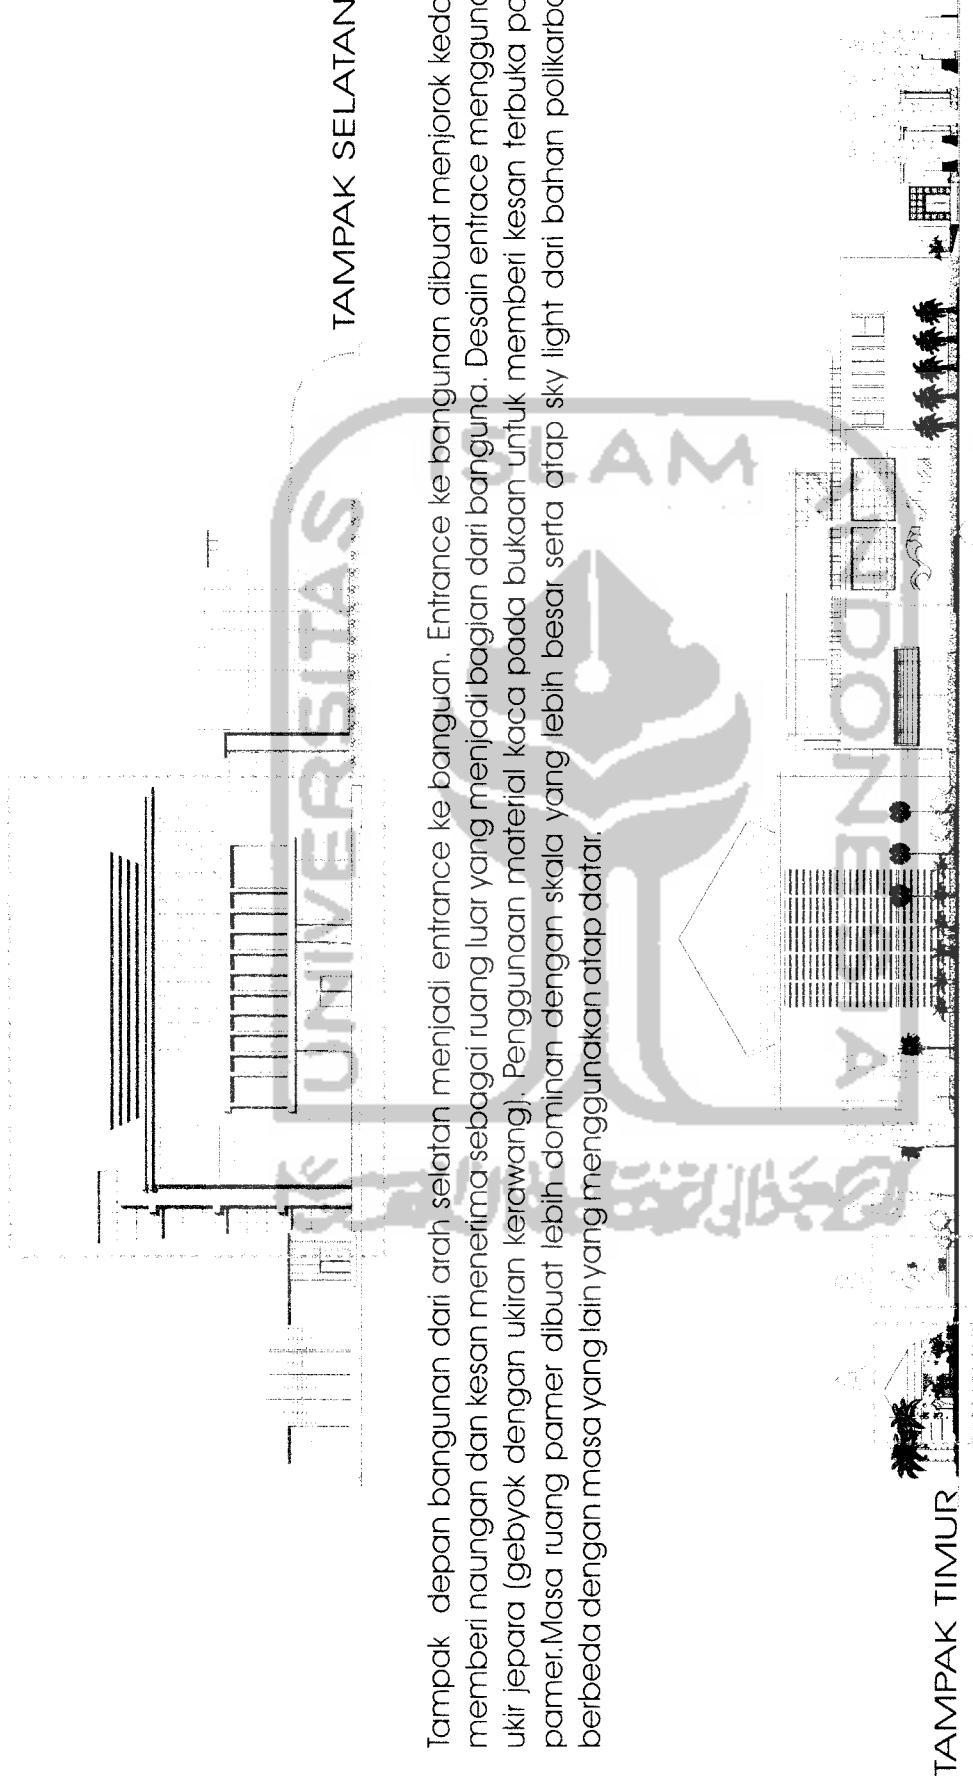 TAMPAK SELATAN
Tampak depan bangunan dari arah selatan menjadi entrance ke banguan. Entrance ke bangunan dibuat menjorok
memberi naungan dan kesan menerima sebagai ruang luar yang menjadi bagian dari banguna. Desain entrace
ukir jepara (gebyok dengan ukiran kerawang). Penggunaan material kaca pada bukaan untuk memberi kesan terbuka
pamer.Masa ruang pamer dibuat lebih dominan dengan skala yang lebih besar serta atap sky light dari bahan
berbeda dengan masa yang lain yang menggunakan atap datar.
UNIVERSITAS
ISLAM
INDONESIA
TAMPAK TIMUR